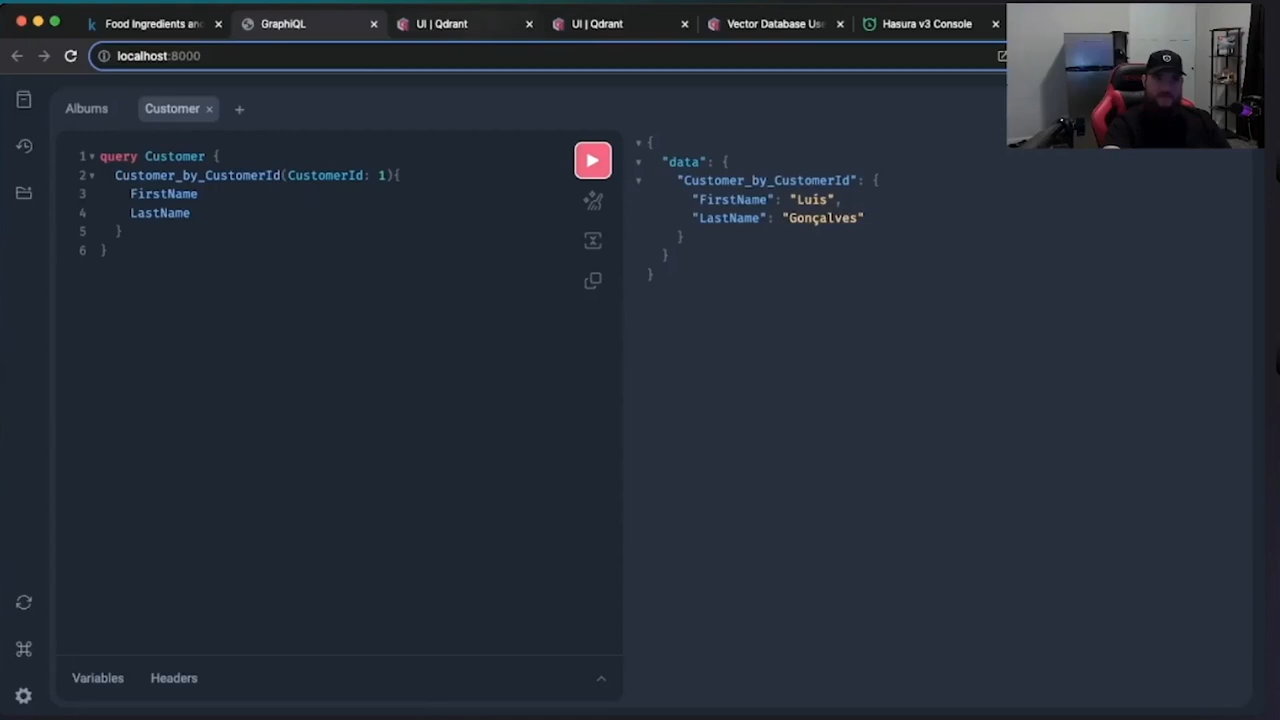 Food Ingredients an
GraphiQL
UI | Qdrant
UI | Qdrant
Vector Database Us
Hasura v3 Console
localhost:8000
Albums
Customer
1 query Customer {
2 Customer_by_CustomerId(CustomerId: 1){
3 FirstName
4 LastName
5 }
6 }
{
"data": {
"Customer_by_CustomerId": {
"FirstName": "Luís",
"LastName": "Gonçalves"
}
}
}
Variables
Headers